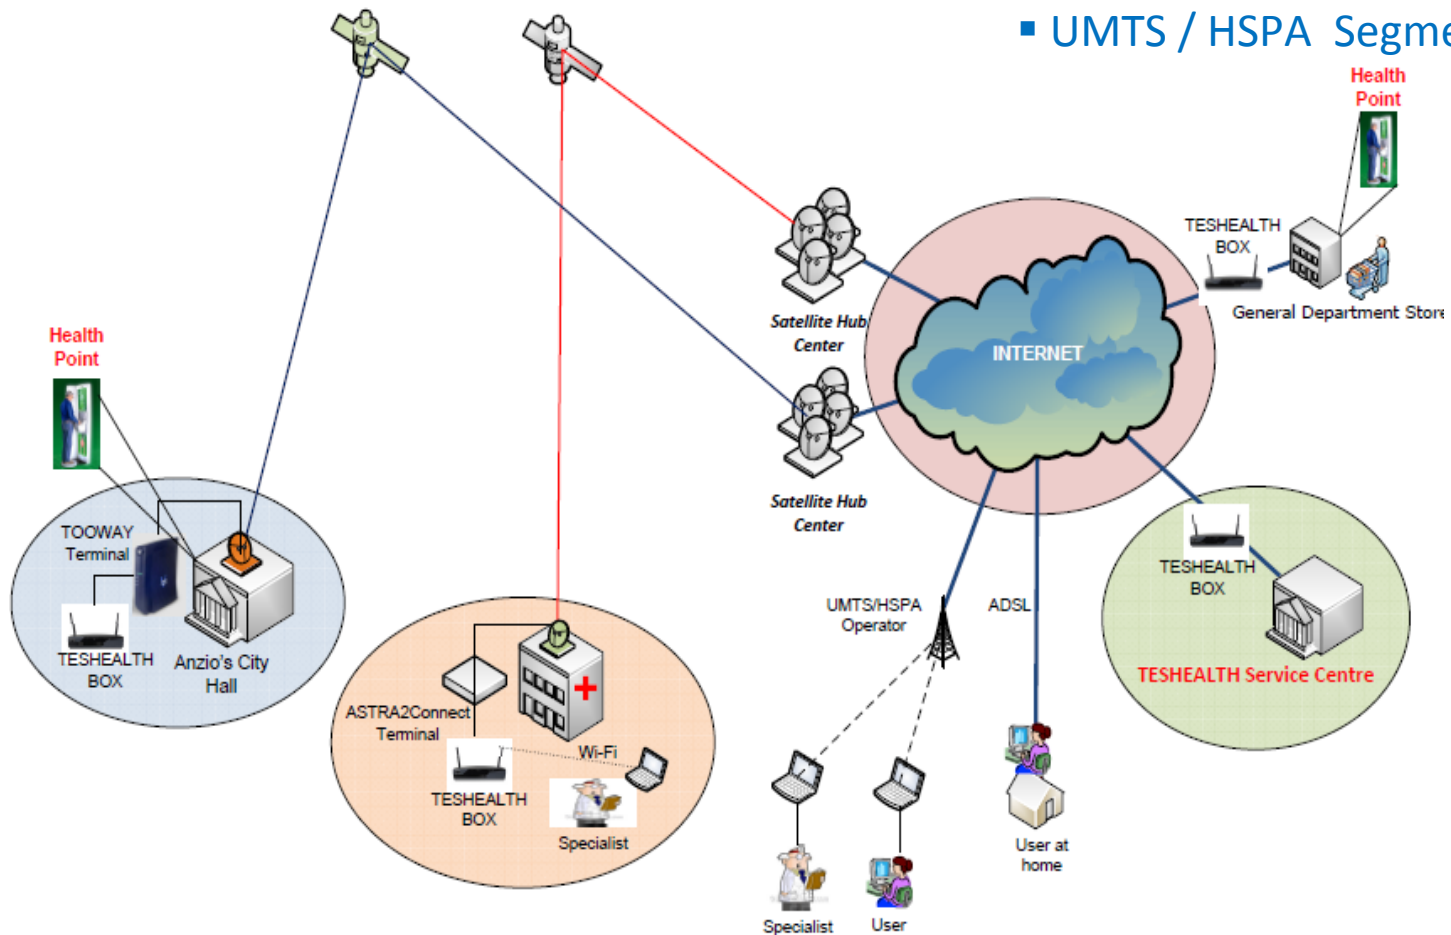 ▪ UMTS / HSPA Segme
Health
Point
TESHEALTH
BOX
General Department Store
Satellite Hub
Center
INTERNET
Health
Point
Satellite Hub
Center
TOOWAY
Terminal
TESHEALTH
BOX
Anzio's City
Hall
TESHEALTH
BOX
TESHEALTH Service Centre
UMTS/HSPA
Operator
ADSL
ASTRA2Connect
Terminal
Wi-Fi
TESHEALTH
BOX
Specialist
User at
home
Specialist
User